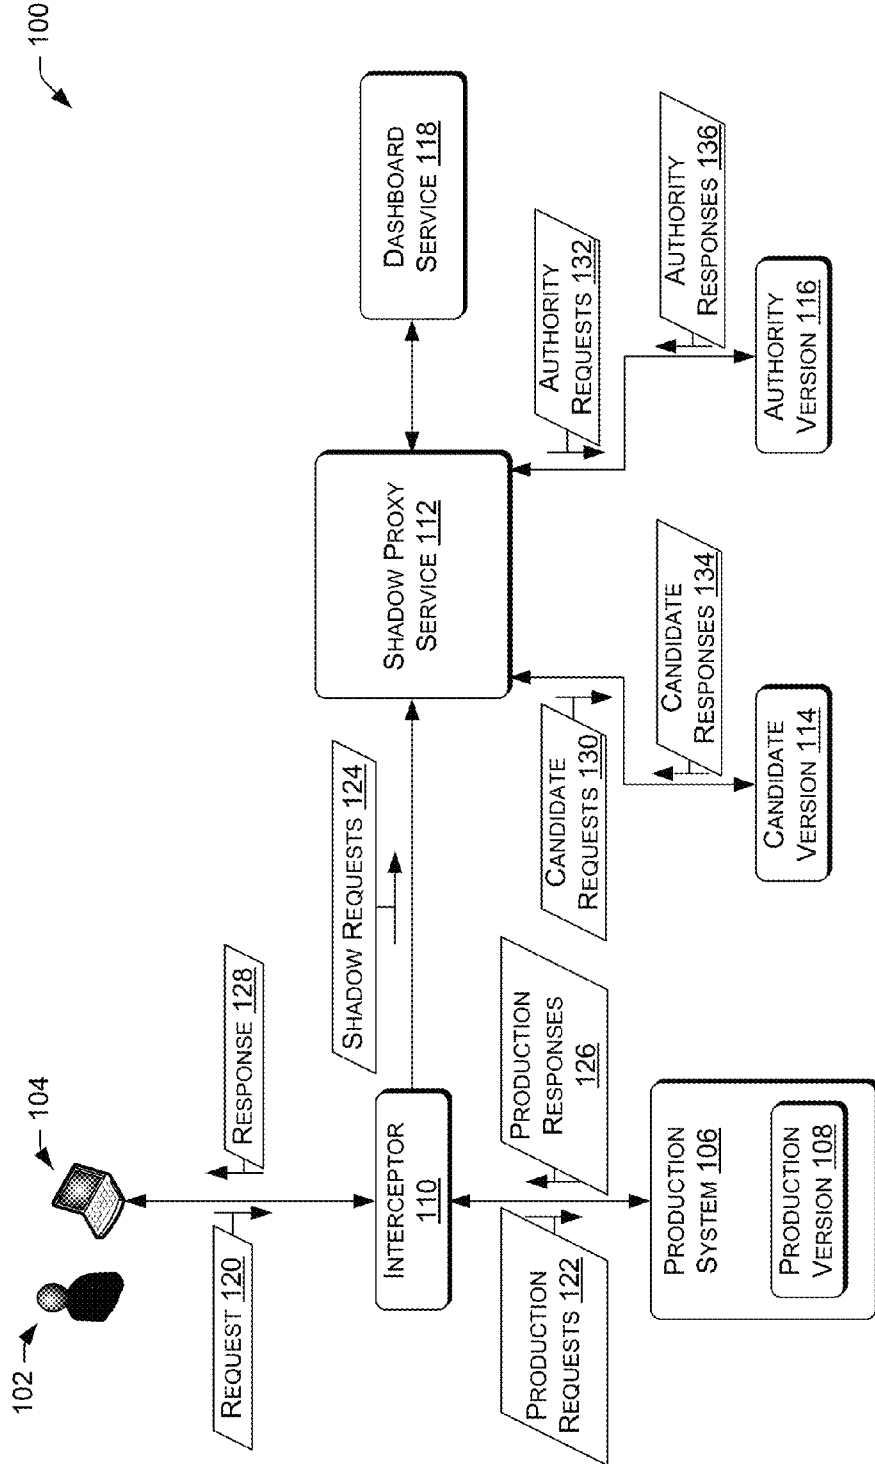 100
102
104
REQUEST 120
RESPONSE 128
INTERCEPTOR
110
SHADOW REQUESTS 124
SHADOW PROXY
SERVICE 112
DASHBOARD
SERVICE 118
PRODUCTION
REQUESTS 122
PRODUCTION
RESPONSES
126
CANDIDATE
REQUESTS 130
AUTHORITY
REQUESTS 132
CANDIDATE
RESPONSES 134
AUTHORITY
RESPONSES 136
PRODUCTION
SYSTEM 106
PRODUCTION
VERSION 108
CANDIDATE
VERSION 114
AUTHORITY
VERSION 116